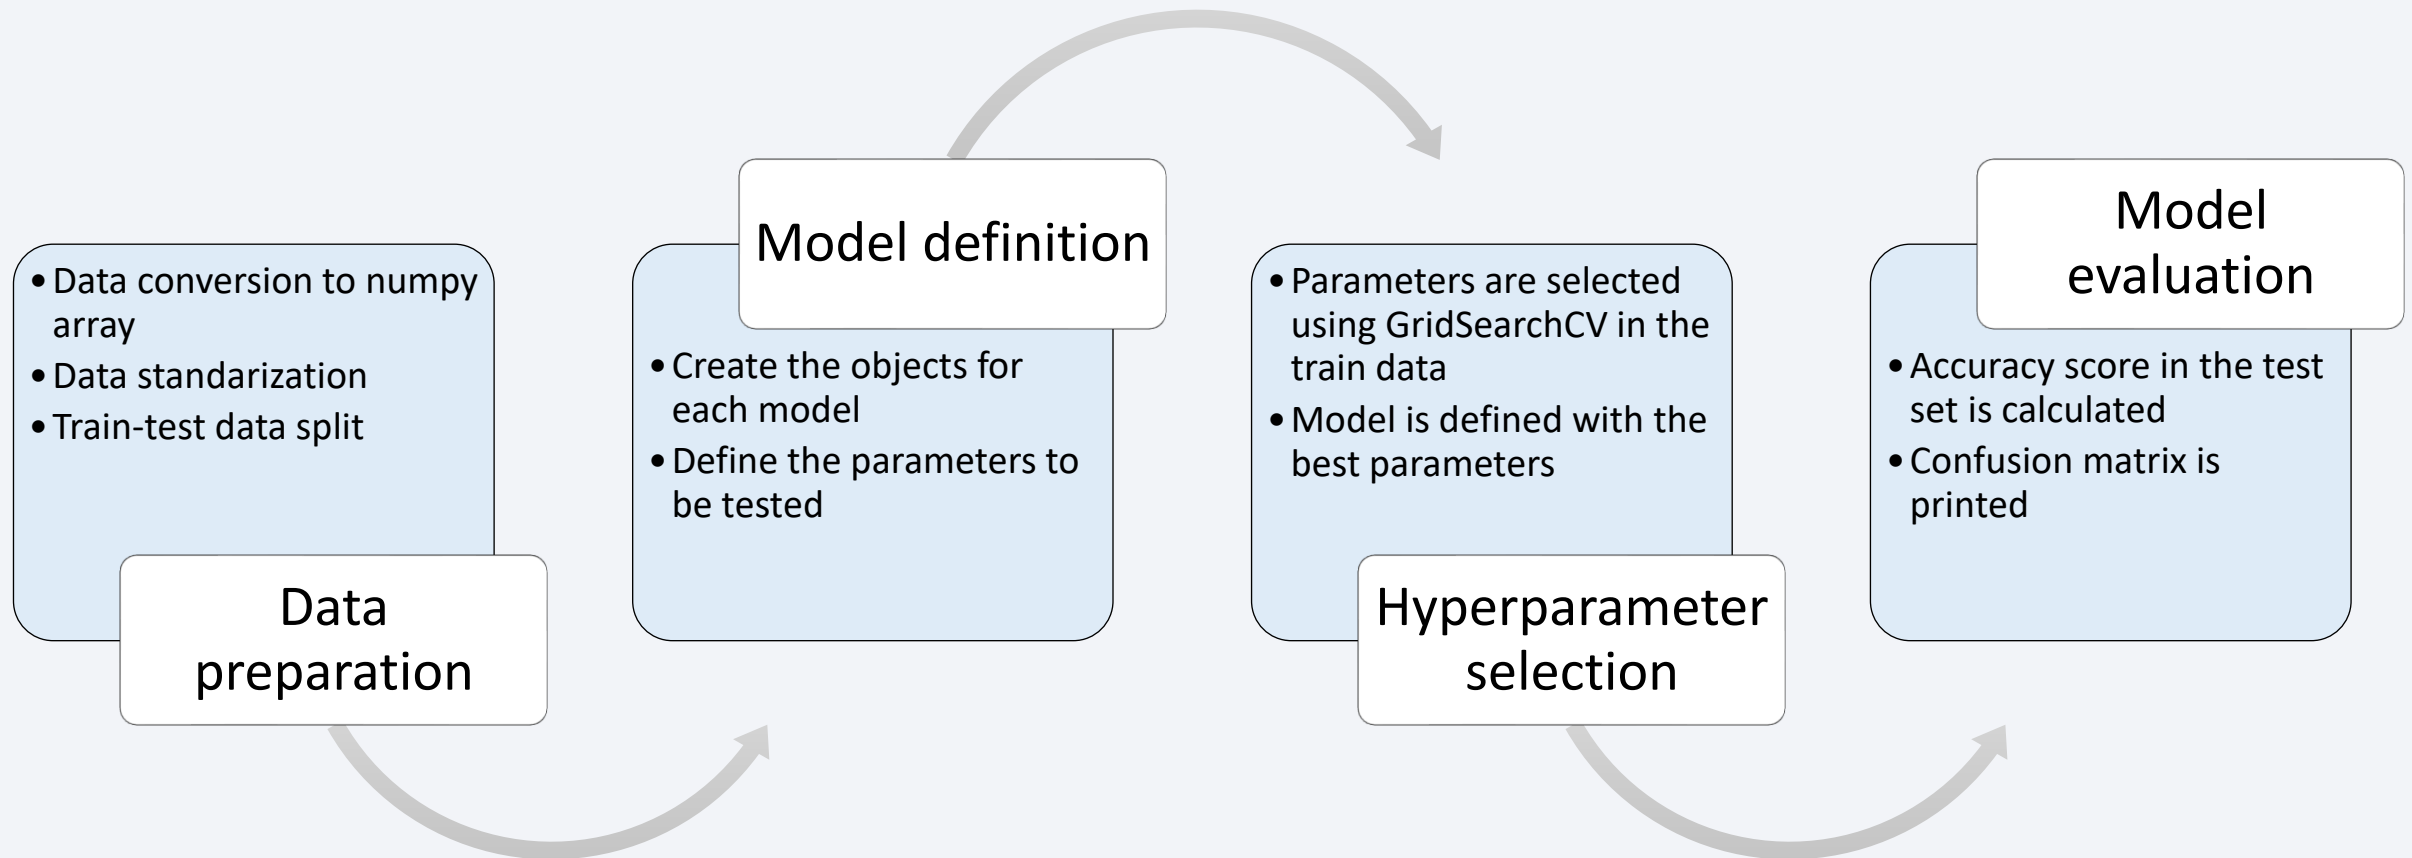 • Data conversion to numpy
array
• Data standarization
• Train-test data split
Data
preparation
Model definition
• Create the objects for
each model
• Define the parameters to
be tested
• Parameters are selected
using GridSearchCV in the
train data
• Model is defined with the
best parameters
Hyperparameter
selection
Model
evaluation
• Accuracy score in the test
set is calculated
• Confusion matrix is
printed